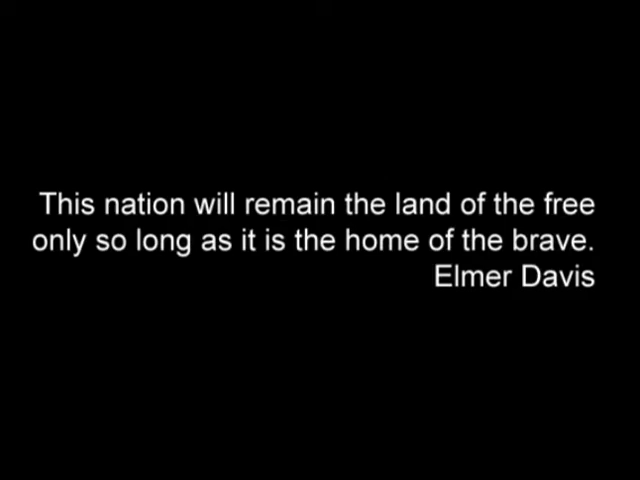 This nation will remain the land of the free
only so long as it is the home of the brave.
Elmer Davis